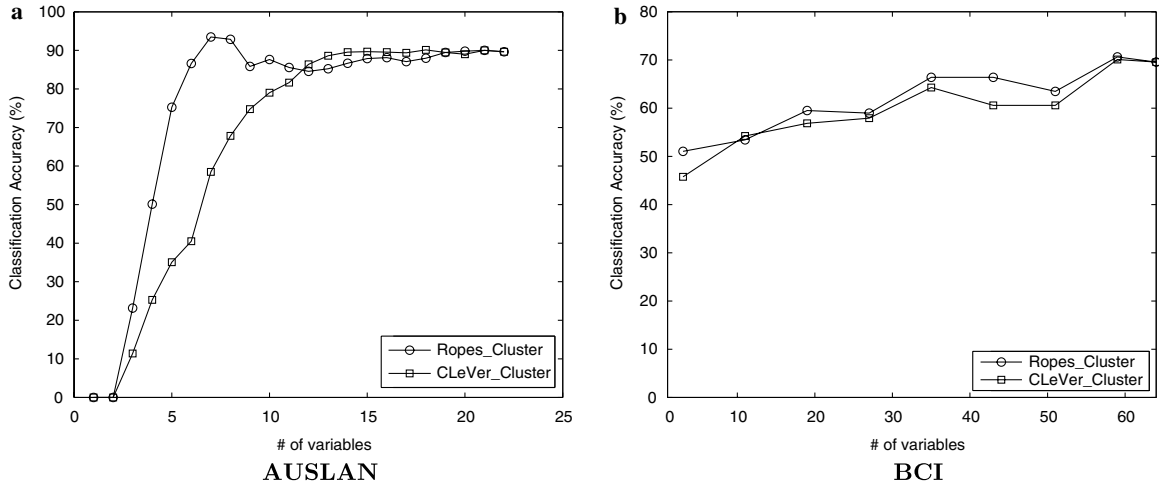 a
100
90
80
70
60
50
40
30
20
10
0
Classification Accuracy (%)
Ropes_Cluster
CLeVer_Cluster
0 5 10 15 20 25
# of variables
AUSLAN
b
80
70
60
50
40
30
20
10
0
Classification Accuracy (%)
Ropes_Cluster
CLeVer_Cluster
0 10 20 30 40 50 60
# of variables
BCI